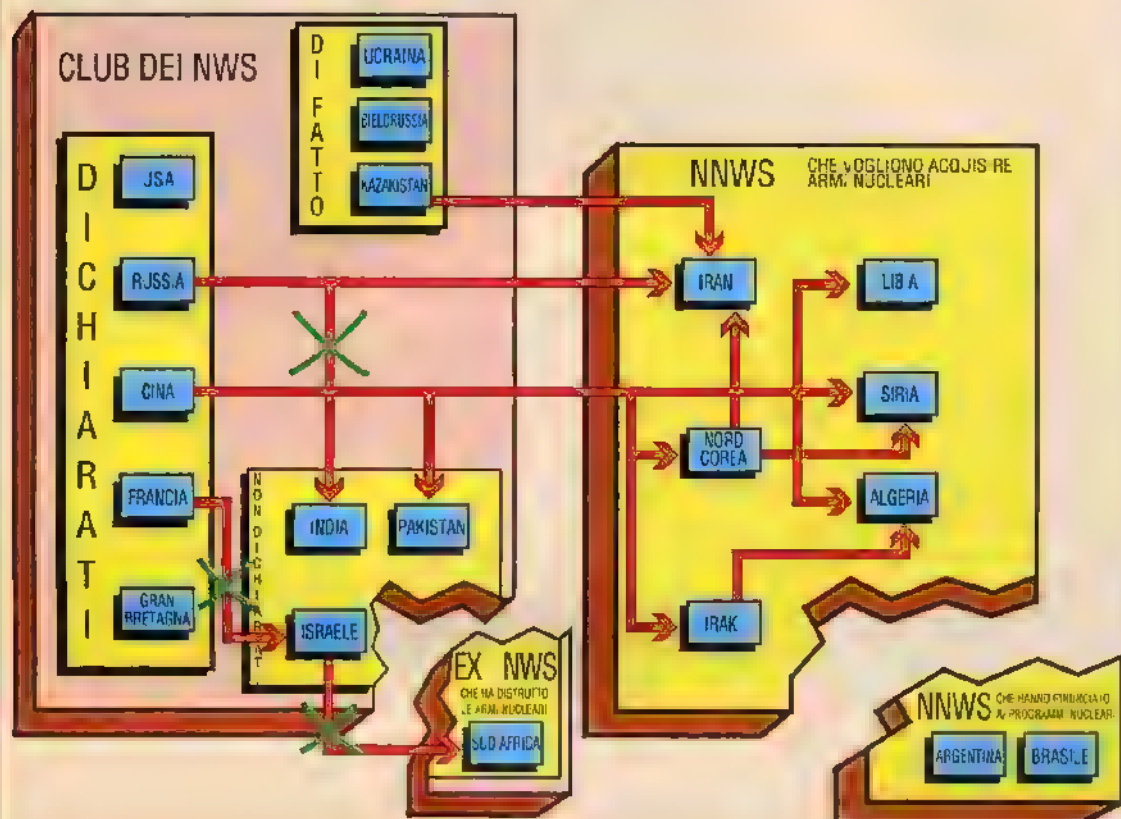 CLUB DEI NWS
DI FATTO
UCRAINA
BIELORUSSIA
KAZAKISTAN
DICHIARATI
USA
RUSSIA
CINA
FRANCIA
GRAN
BRETAGNA
NON DICHIARAT
INDIA
PAKISTAN
ISRAELE
EX NWS
CHE HA DISTRUTTO
LE ARMI NUCLEARI
SUD AFRICA
NNWS
CHE VOGLIONO ACQUISIRE
ARMI NUCLEARI
IRAN
LIBIA
SIRIA
NORD
COREA
ALGERIA
IRAK
NNWS
CHE HANNO RINUNCIATO
AI PROGRAMMI NUCLEARI
ARGENTINA
BRASILE